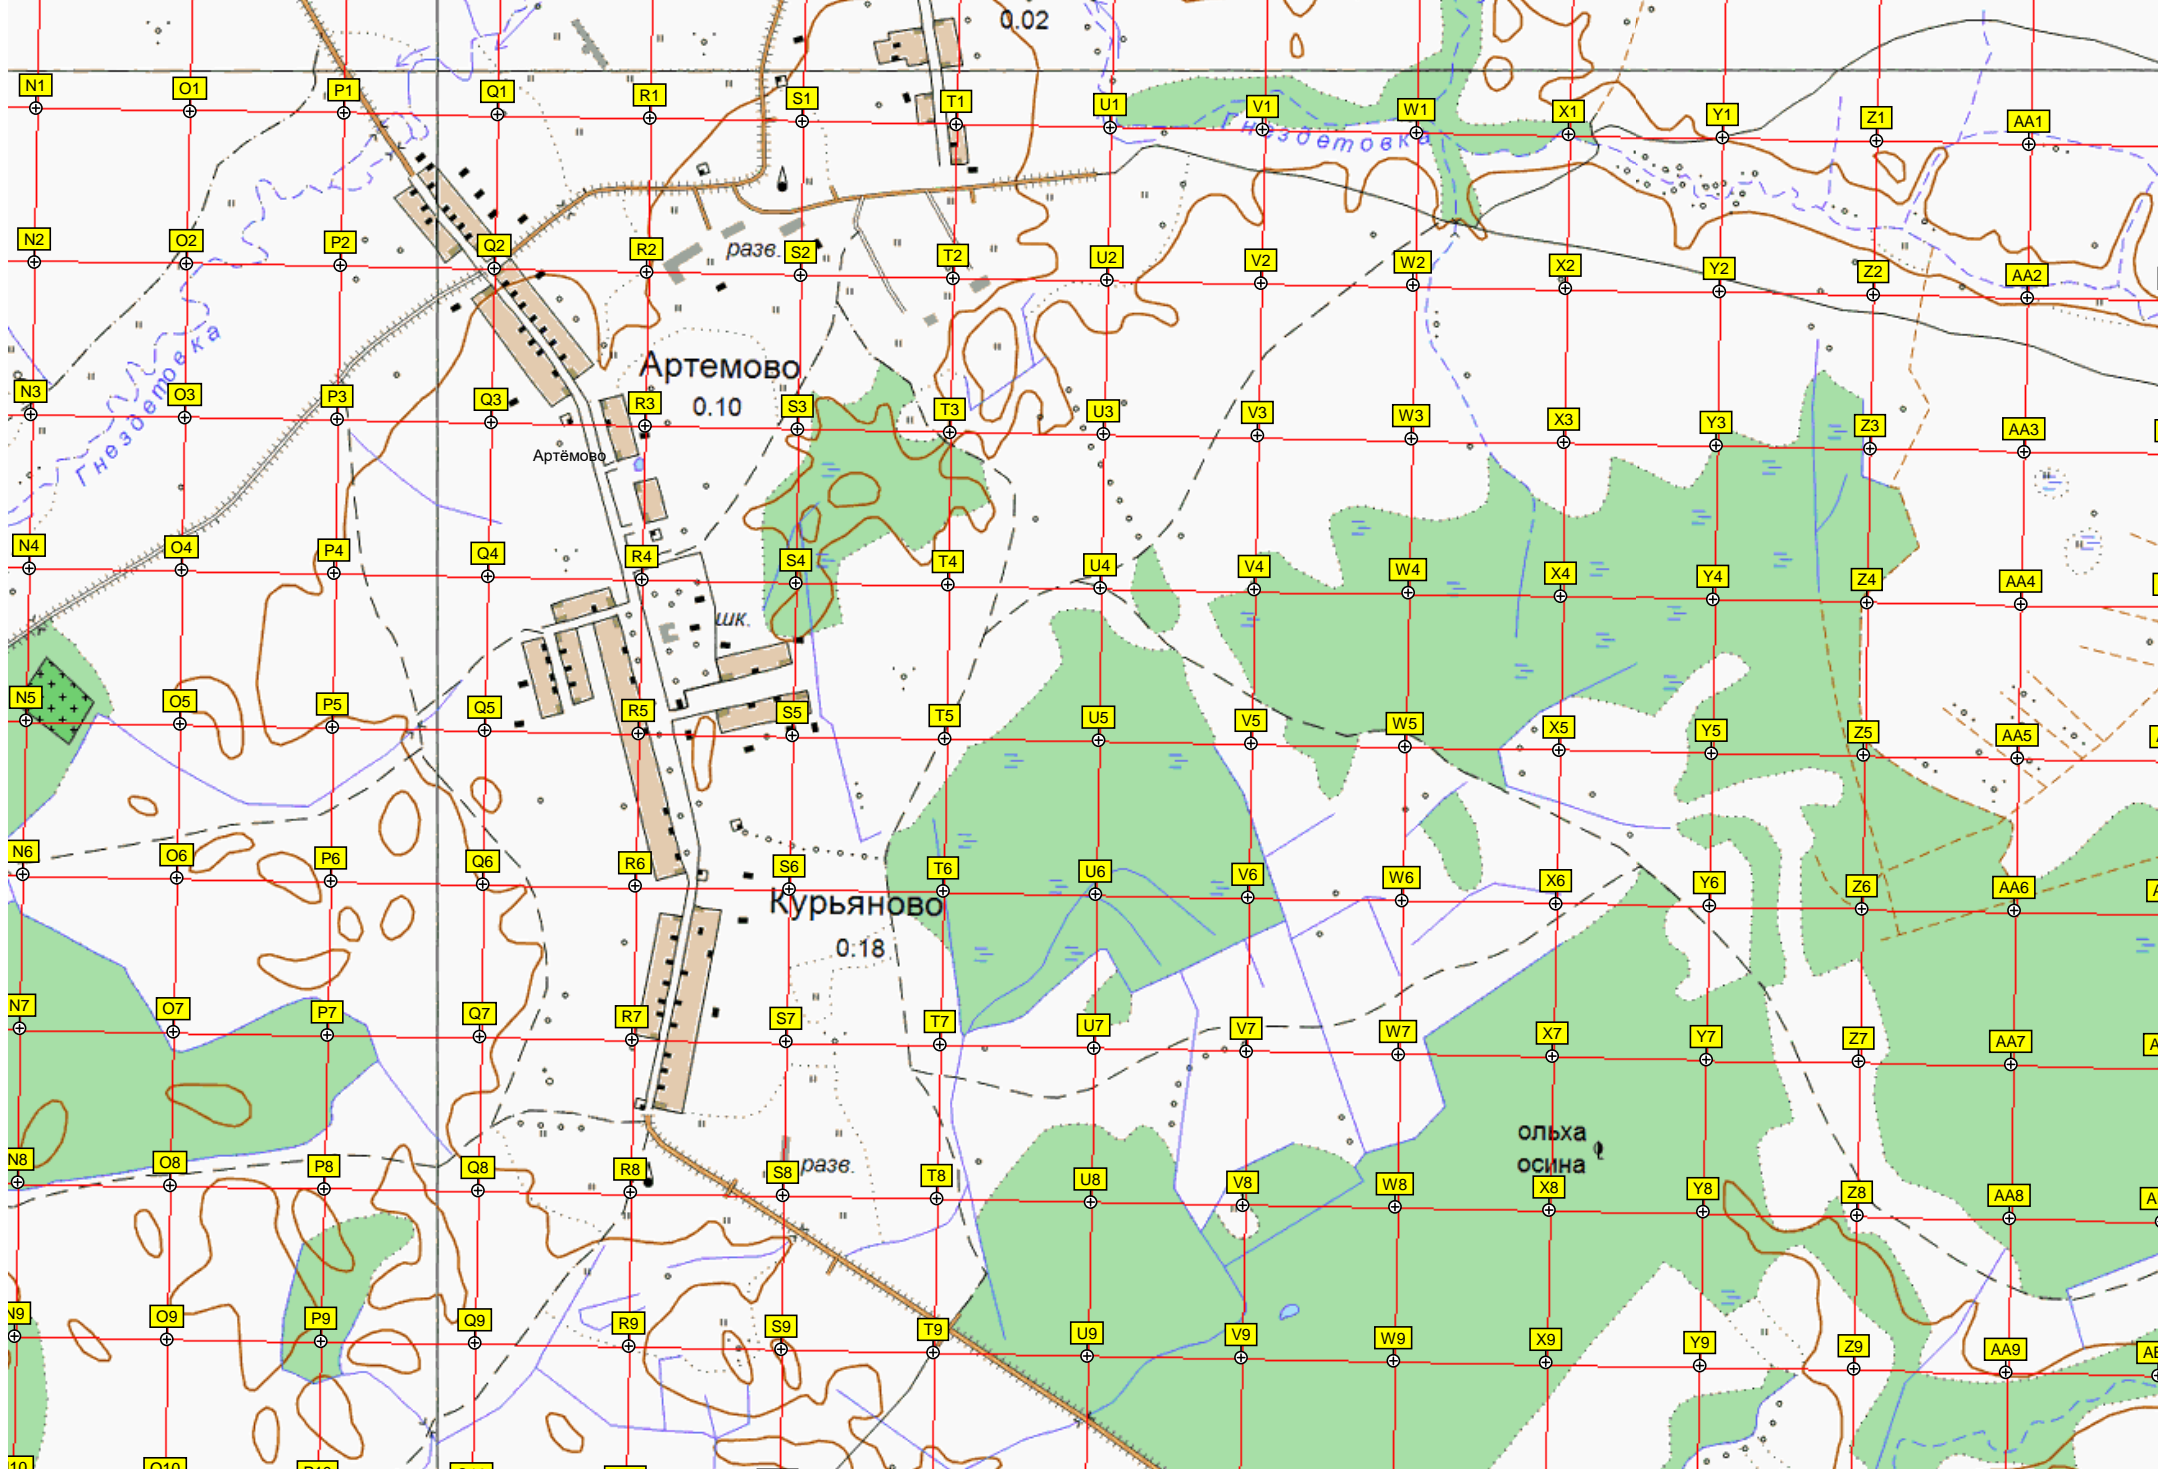 0.02
N1 O1 P1 Q1 R1 S1 T1 U1 V1 W1 X1 Y1 Z1 AA1
Гнездетовка
N2 O2 P2 Q2 R2 S2 T2 U2 V2 W2 X2 Y2 Z2 AA2
разв.
Гнездетовка
Артемово
0.10
N3 O3 P3 Q3 R3 S3 T3 U3 V3 W3 X3 Y3 Z3 AA3
Артёмово
N4 O4 P4 Q4 R4 S4 T4 U4 V4 W4 X4 Y4 Z4 AA4
шк.
N5 O5 P5 Q5 R5 S5 T5 U5 V5 W5 X5 Y5 Z5 AA5
N6 O6 P6 Q6 R6 S6 T6 U6 V6 W6 X6 Y6 Z6 AA6
Курьяново
0.18
N7 O7 P7 Q7 R7 S7 T7 U7 V7 W7 X7 Y7 Z7 AA7
ольха
осина
разв.
N8 O8 P8 Q8 R8 S8 T8 U8 V8 W8 X8 Y8 Z8 AA8
N9 O9 P9 Q9 R9 S9 T9 U9 V9 W9 X9 Y9 Z9 AA9